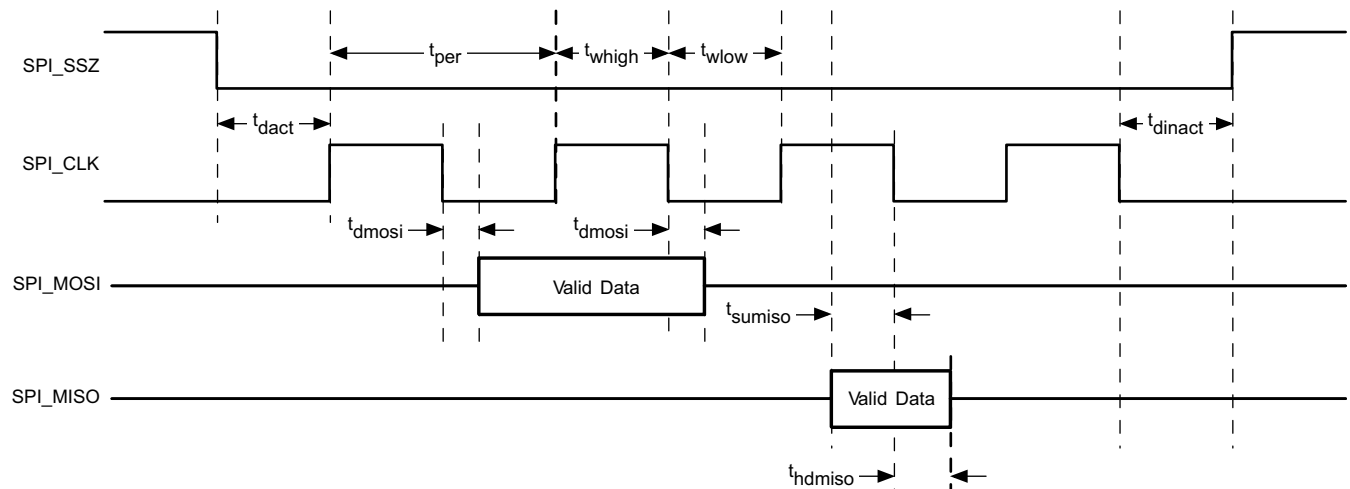 SPI_SSZ
t_per
t_whigh
t_wlow
t_dact
t_dinact
SPI_CLK
t_dmosi
t_dmosi
SPI_MOSI
Valid Data
t_sumiso
SPI_MISO
Valid Data
t_hdmiso